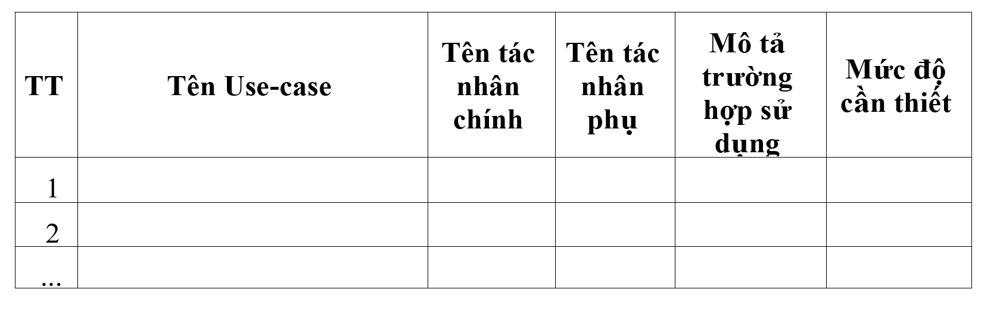 TT
Tên Use-case
Tên tác
nhân
chính
Tên tác
nhân
phụ
Mô tả
trường
hợp sử
dụng
Mức độ
cần thiết
1
2
...